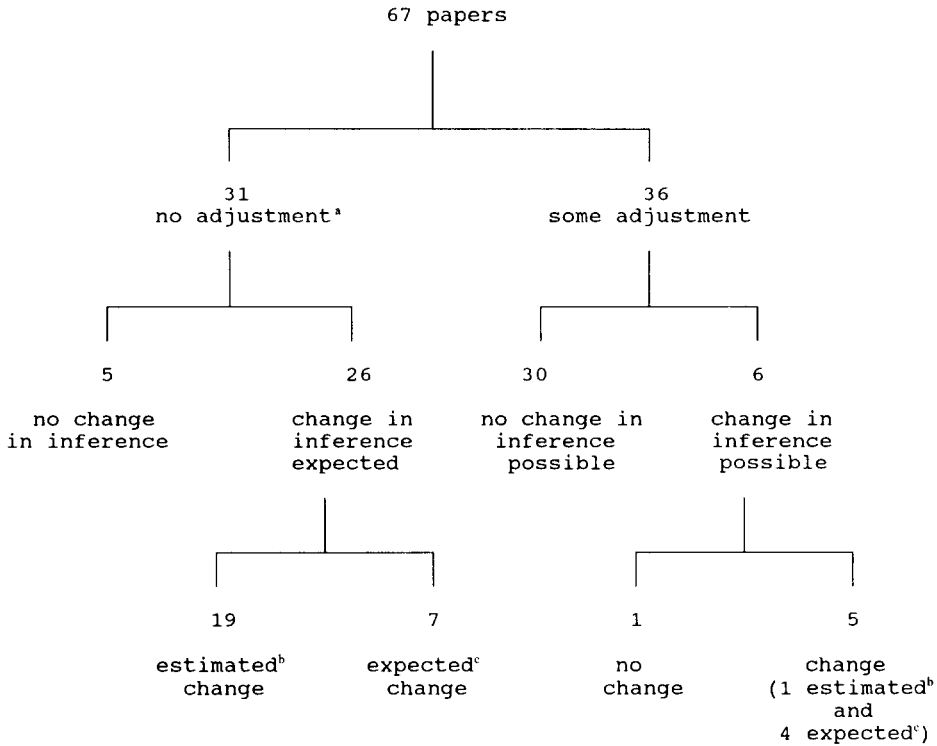 67 papers
31
no adjustmentᵃ
36
some adjustment
5
no change
in inference
26
change in
inference
expected
30
no change in
inference
possible
6
change in
inference
possible
19
estimatedᵇ
change
7
expectedᶜ
change
1
no
change
5
change
(1 estimatedᵇ
and
4 expectedᶜ)